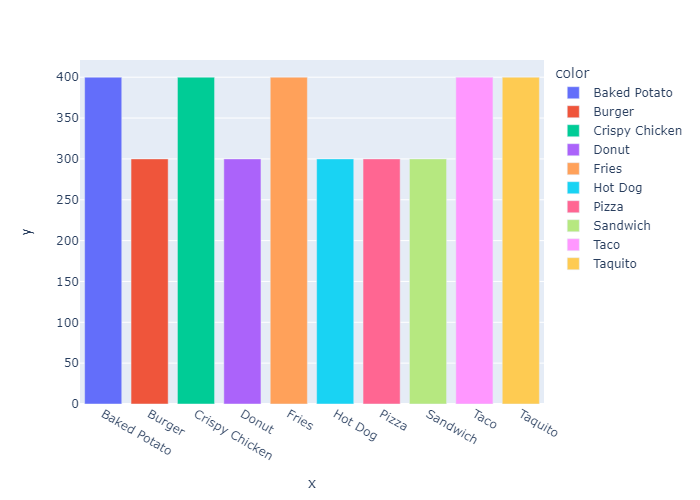 color
Baked Potato
Burger
Crispy Chicken
Donut
Fries
Hot Dog
Pizza
Sandwich
Taco
Taquito
400
350
300
250
200
150
100
50
0
y
Baked Potato
Burger
Crispy Chicken
Donut
Fries
Hot Dog
Pizza
Sandwich
Taco
Taquito
x